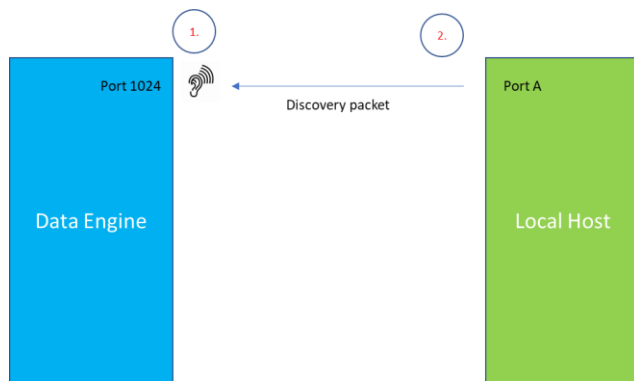 1.
2.
Port 1024
Port A
Discovery packet
Data Engine
Local Host